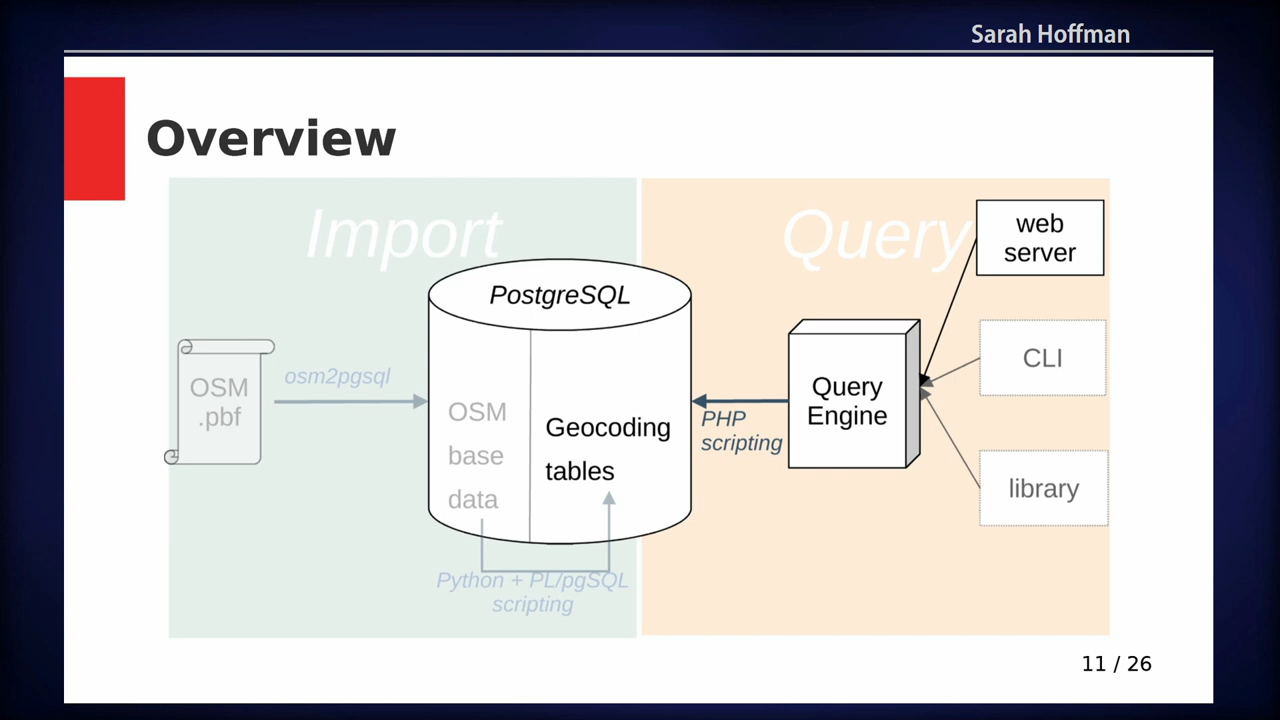 Sarah Hoffman
Overview
Import
Query
web
server
PostgreSQL
OSM
.pbf
osm2pgsql
OSM
base
data
Geocoding
tables
PHP
scripting
Query
Engine
CLI
library
Python + PL/pgSQL
scripting
11 / 26